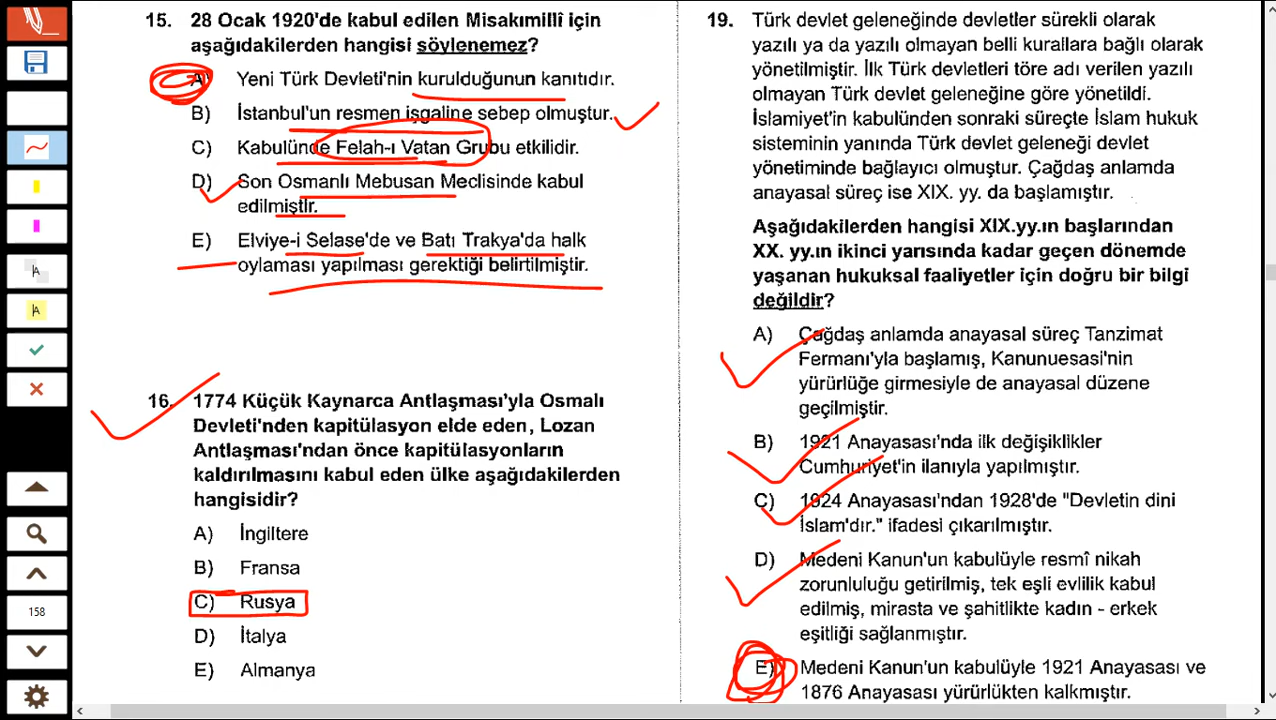 15. 28 Ocak 1920'de kabul edilen Misakımillî için
aşağıdakilerden hangisi söylenemez?
A) Yeni Türk Devleti'nin kurulduğunun kanıtıdır.
B) İstanbul'un resmen işgaline sebep olmuştur.
C) Kabulünde Felah-ı Vatan Grubu etkilidir.
D) Son Osmanlı Mebusan Meclisinde kabul
edilmiştir.
E) Elviye-i Selase'de ve Batı Trakya'da halk
oylaması yapılması gerektiği belirtilmiştir.
16. 1774 Küçük Kaynarca Antlaşması'yla Osmalı
Devleti'nden kapitülasyon elde eden, Lozan
Antlaşması'ndan önce kapitülasyonların
kaldırılmasını kabul eden ülke aşağıdakilerden
hangisidir?
A) İngiltere
B) Fransa
C) Rusya
D) İtalya
E) Almanya
19. Türk devlet geleneğinde devletler sürekli olarak
yazılı ya da yazılı olmayan belli kurallara bağlı olarak
yönetilmiştir. İlk Türk devletleri töre adı verilen yazılı
olmayan Türk devlet geleneğine göre yönetildi.
İslamiyet'in kabulünden sonraki süreçte İslam hukuk
sisteminin yanında Türk devlet geleneği devlet
yönetiminde bağlayıcı olmuştur. Çağdaş anlamda
anayasal süreç ise XIX. yy. da başlamıştır.
Aşağıdakilerden hangisi XIX.yy.ın başlarından
XX. yy.ın ikinci yarısında kadar geçen dönemde
yaşanan hukuksal faaliyetler için doğru bir bilgi
değildir?
A) Çağdaş anlamda anayasal süreç Tanzimat
Fermanı'yla başlamış, Kanunuesasi'nin
yürürlüğe girmesiyle de anayasal düzene
geçilmiştir.
B) 1921 Anayasası'nda ilk değişiklikler
Cumhuriyet'in ilanıyla yapılmıştır.
C) 1924 Anayasası'ndan 1928'de "Devletin dini
İslam'dır." ifadesi çıkarılmıştır.
D) Medeni Kanun'un kabulüyle resmî nikah
zorunluluğu getirilmiş, tek eşli evlilik kabul
edilmiş, mirasta ve şahitlikte kadın - erkek
eşitliği sağlanmıştır.
E) Medeni Kanun'un kabulüyle 1921 Anayasası ve
1876 Anayasası yürürlükten kalkmıştır.
A
A
158